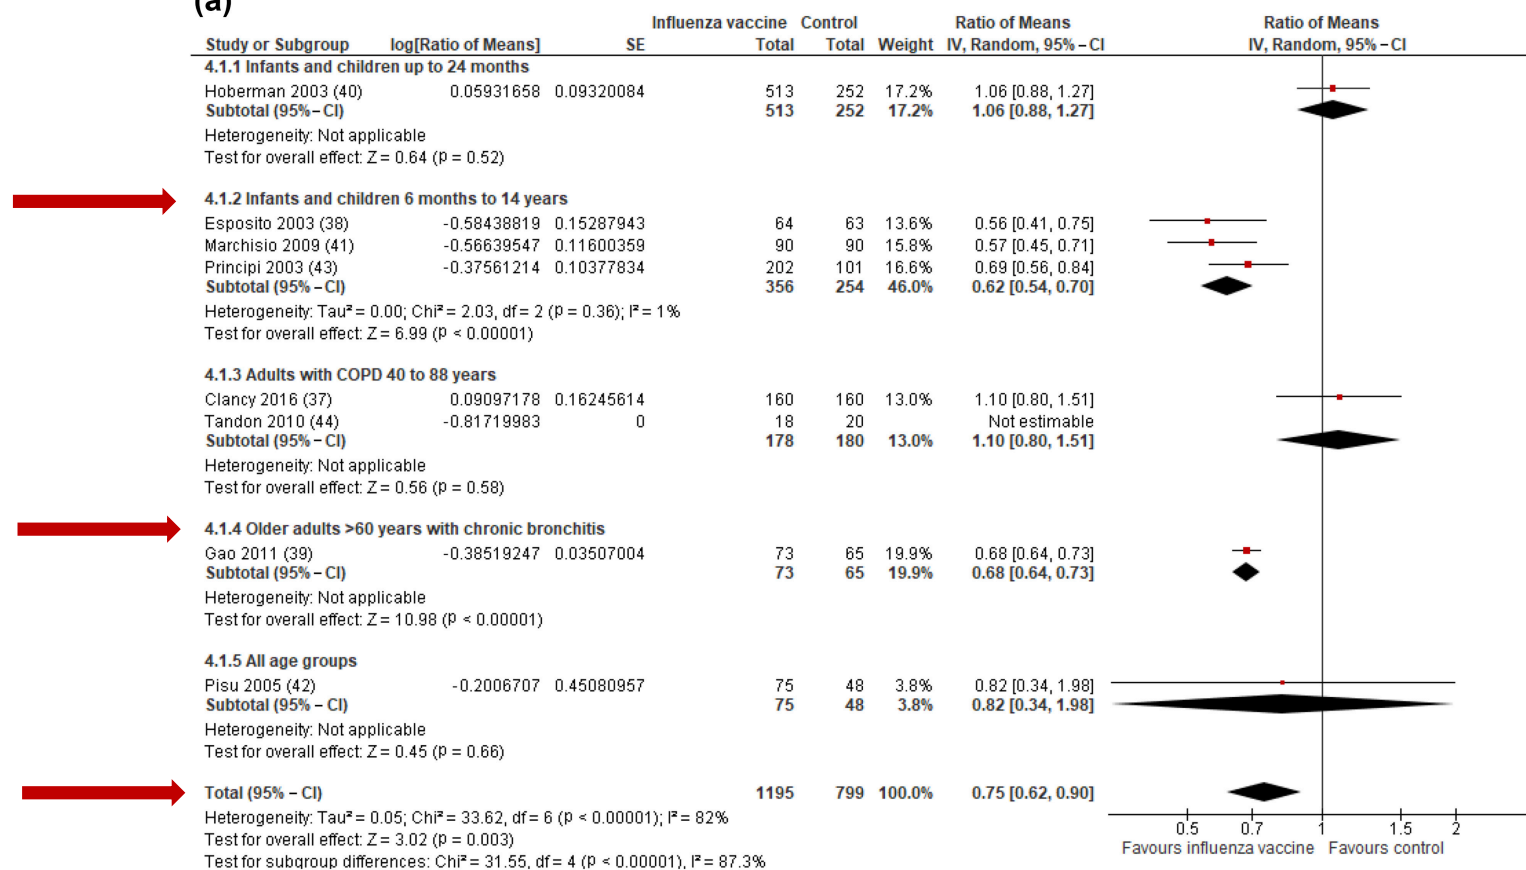 (a)
Influenza vaccine Control Ratio of Means Ratio of Means
Study or Subgroup log[Ratio of Means] SE Total Total Weight IV, Random, 95% – CI IV, Random, 95% – CI
4.1.1 Infants and children up to 24 months
Hoberman 2003 (40) 0.05931658 0.09320084 513 252 17.2% 1.06 [0.88, 1.27]
Subtotal (95% – CI) 513 252 17.2% 1.06 [0.88, 1.27]
Heterogeneity: Not applicable
Test for overall effect: Z = 0.64 (p = 0.52)
4.1.2 Infants and children 6 months to 14 years
Esposito 2003 (38) -0.58438819 0.15287943 64 63 13.6% 0.56 [0.41, 0.75]
Marchisio 2009 (41) -0.56639547 0.11600359 90 90 15.8% 0.57 [0.45, 0.71]
Principi 2003 (43) -0.37561214 0.10377834 202 101 16.6% 0.69 [0.56, 0.84]
Subtotal (95% – CI) 356 254 46.0% 0.62 [0.54, 0.70]
Heterogeneity: Tau² = 0.00; Chi² = 2.03, df = 2 (p = 0.36); I² = 1%
Test for overall effect: Z = 6.99 (p < 0.00001)
4.1.3 Adults with COPD 40 to 88 years
Clancy 2016 (37) 0.09097178 0.16245614 160 160 13.0% 1.10 [0.80, 1.51]
Tandon 2010 (44) -0.81719983 0 18 20 Not estimable
Subtotal (95% – CI) 178 180 13.0% 1.10 [0.80, 1.51]
Heterogeneity: Not applicable
Test for overall effect: Z = 0.56 (p = 0.58)
4.1.4 Older adults >60 years with chronic bronchitis
Gao 2011 (39) -0.38519247 0.03507004 73 65 19.9% 0.68 [0.64, 0.73]
Subtotal (95% – CI) 73 65 19.9% 0.68 [0.64, 0.73]
Heterogeneity: Not applicable
Test for overall effect: Z = 10.98 (p < 0.00001)
4.1.5 All age groups
Pisu 2005 (42) -0.2006707 0.45080957 75 48 3.8% 0.82 [0.34, 1.98]
Subtotal (95% – CI) 75 48 3.8% 0.82 [0.34, 1.98]
Heterogeneity: Not applicable
Test for overall effect: Z = 0.45 (p = 0.66)
Total (95% – CI) 1195 799 100.0% 0.75 [0.62, 0.90]
Heterogeneity: Tau² = 0.05; Chi² = 33.62, df = 6 (p < 0.00001); I² = 82%
Test for overall effect: Z = 3.02 (p = 0.003)
Test for subgroup differences: Chi² = 31.55, df = 4 (p < 0.00001), I² = 87.3%
0.5 0.7 1 1.5 2
Favours influenza vaccine Favours control